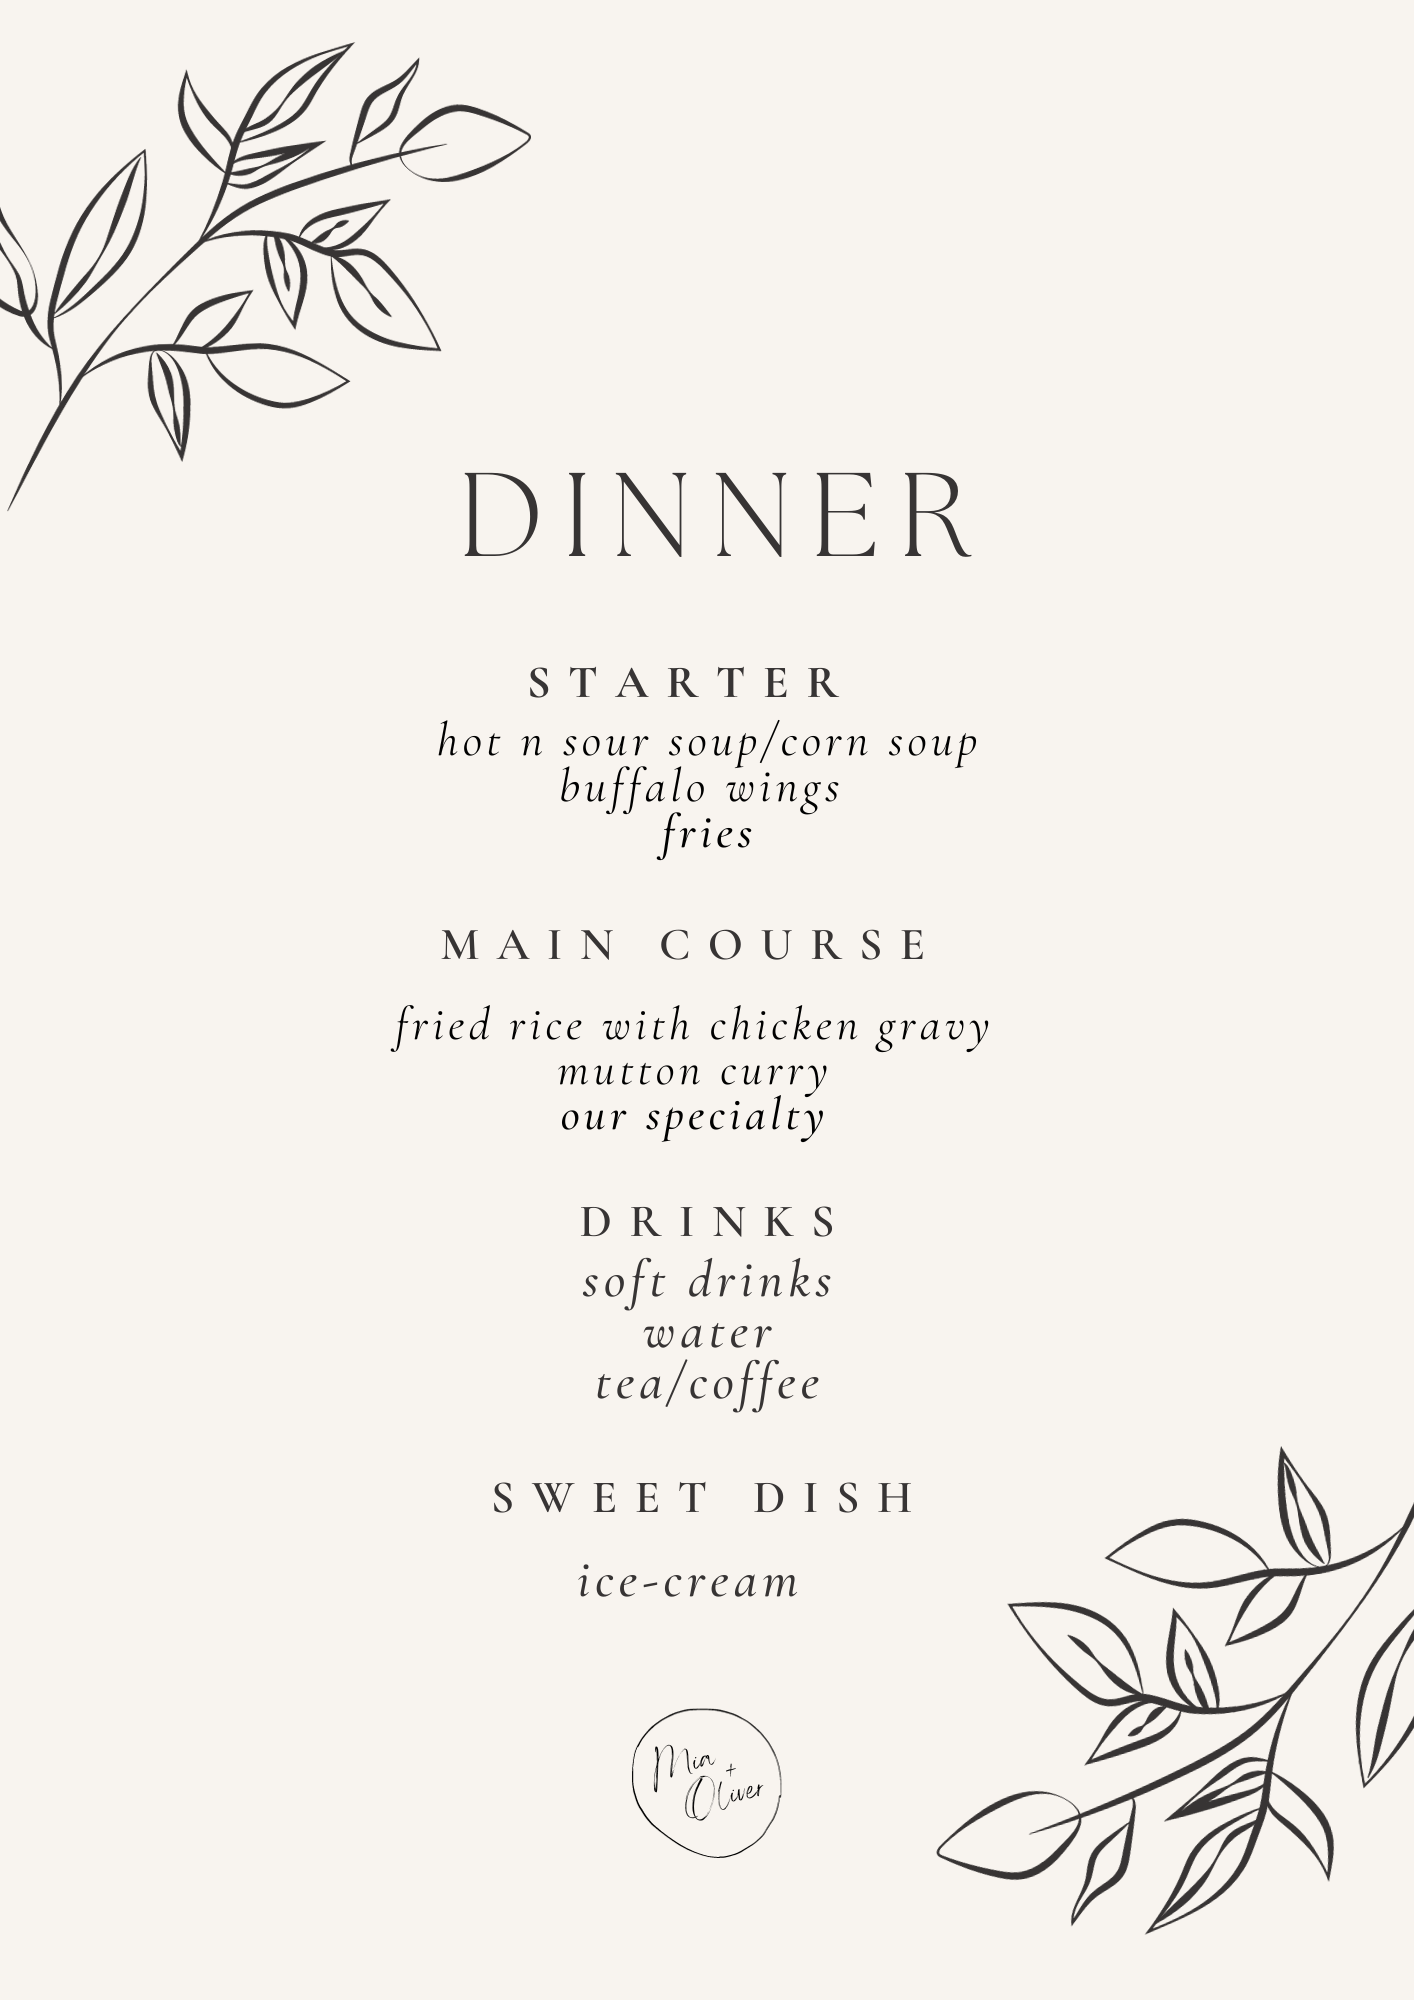 DINNER
STARTER
hot n sour soup/corn soup
buffalo wings
fries
MAIN COURSE
fried rice with chicken gravy
mutton curry
our specialty
DRINKS
soft drinks
water
tea/coffee
SWEET DISH
ice-cream
Mia
+
Oliver